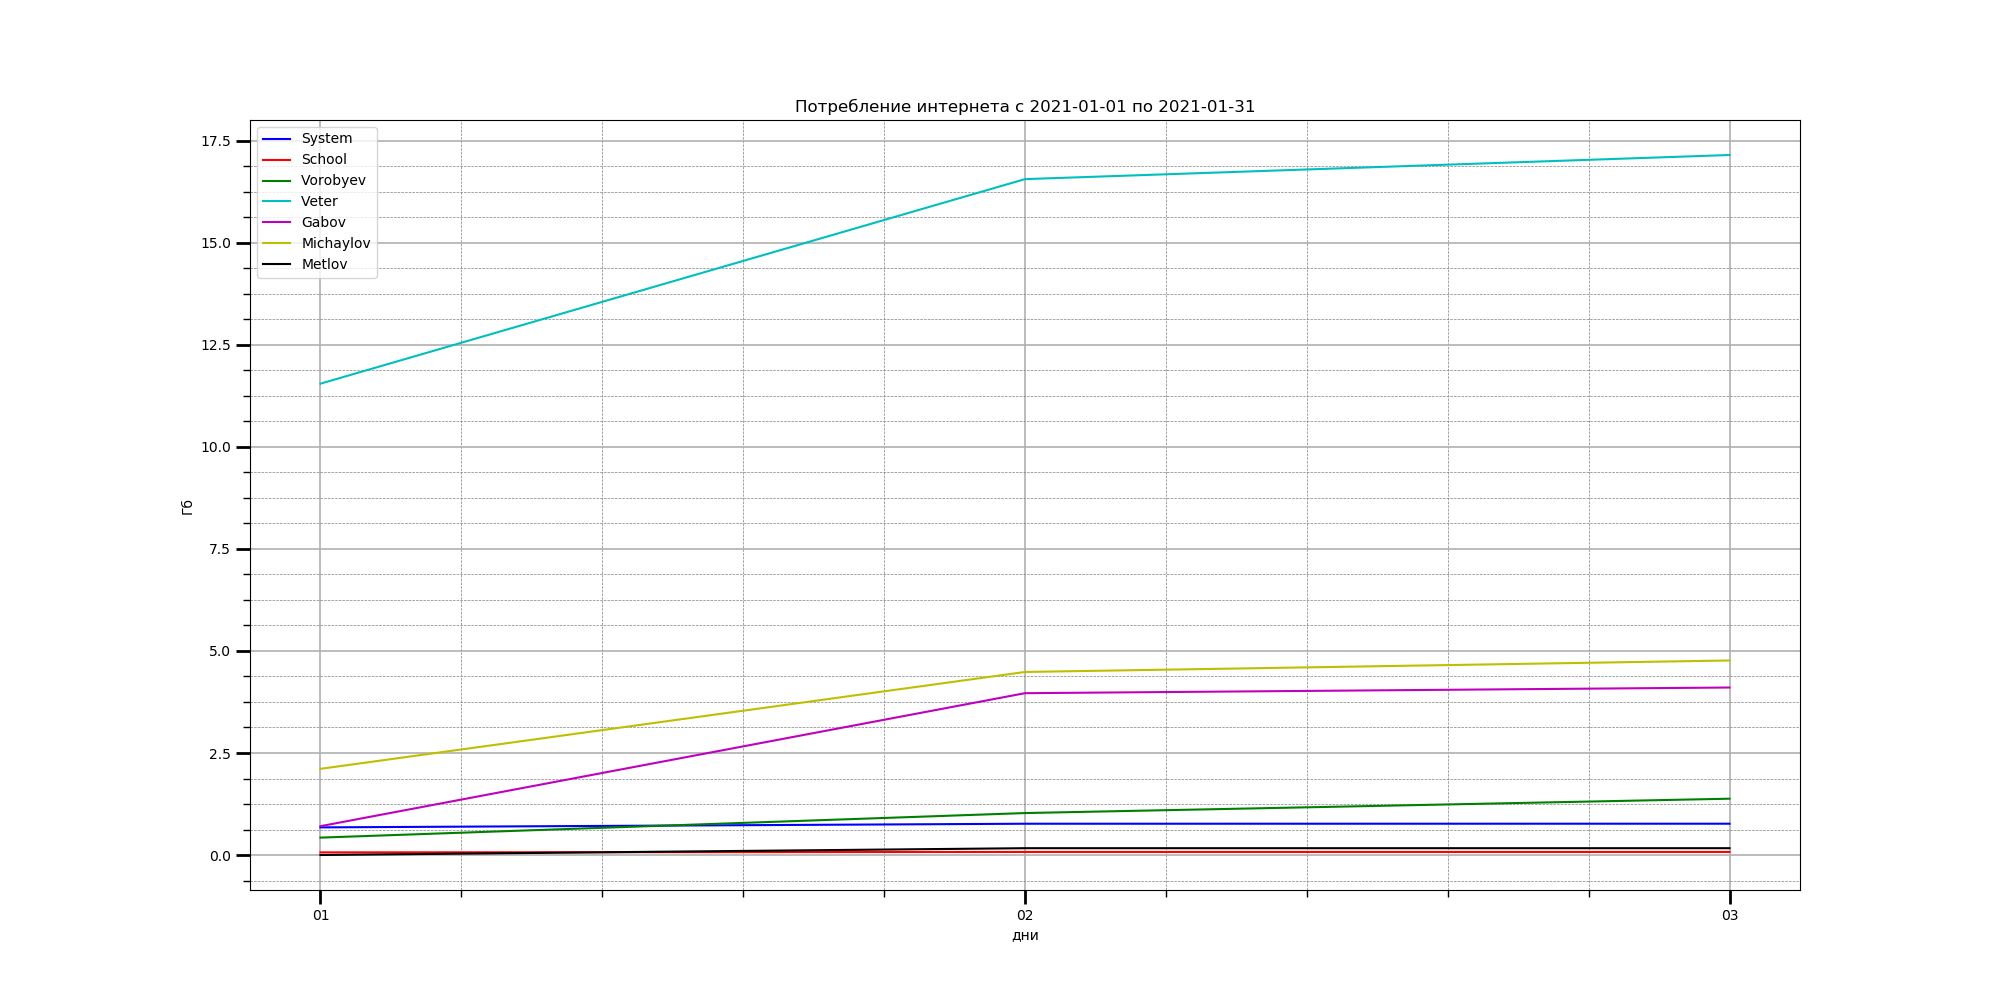 Потребление интернета с 2021-01-01 по 2021-01-31
System
School
Vorobyev
Veter
Gabov
Michaylov
Metlov
17.5
15.0
12.5
10.0
7.5
5.0
2.5
0.0
Гб
01
02
03
дни